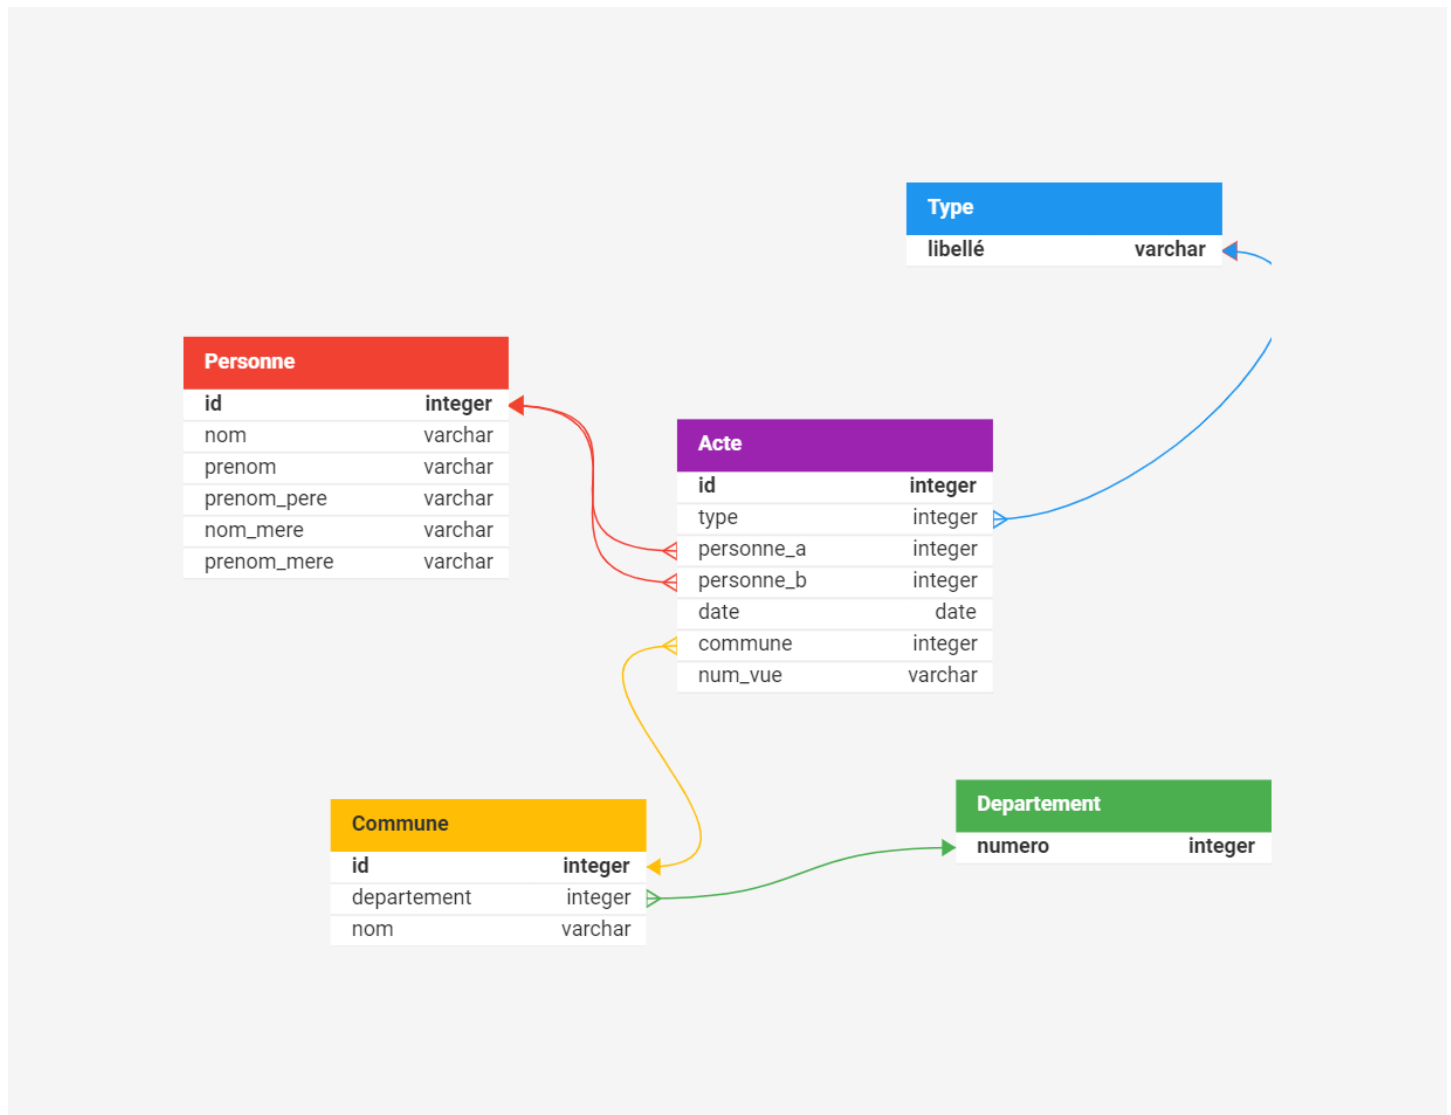 Type
libellé varchar
Personne
id integer
nom varchar
prenom varchar
prenom_pere varchar
nom_mere varchar
prenom_mere varchar
Acte
id integer
type integer
personne_a integer
personne_b integer
date date
commune integer
num_vue varchar
Commune
id integer
departement integer
nom varchar
Departement
numero integer